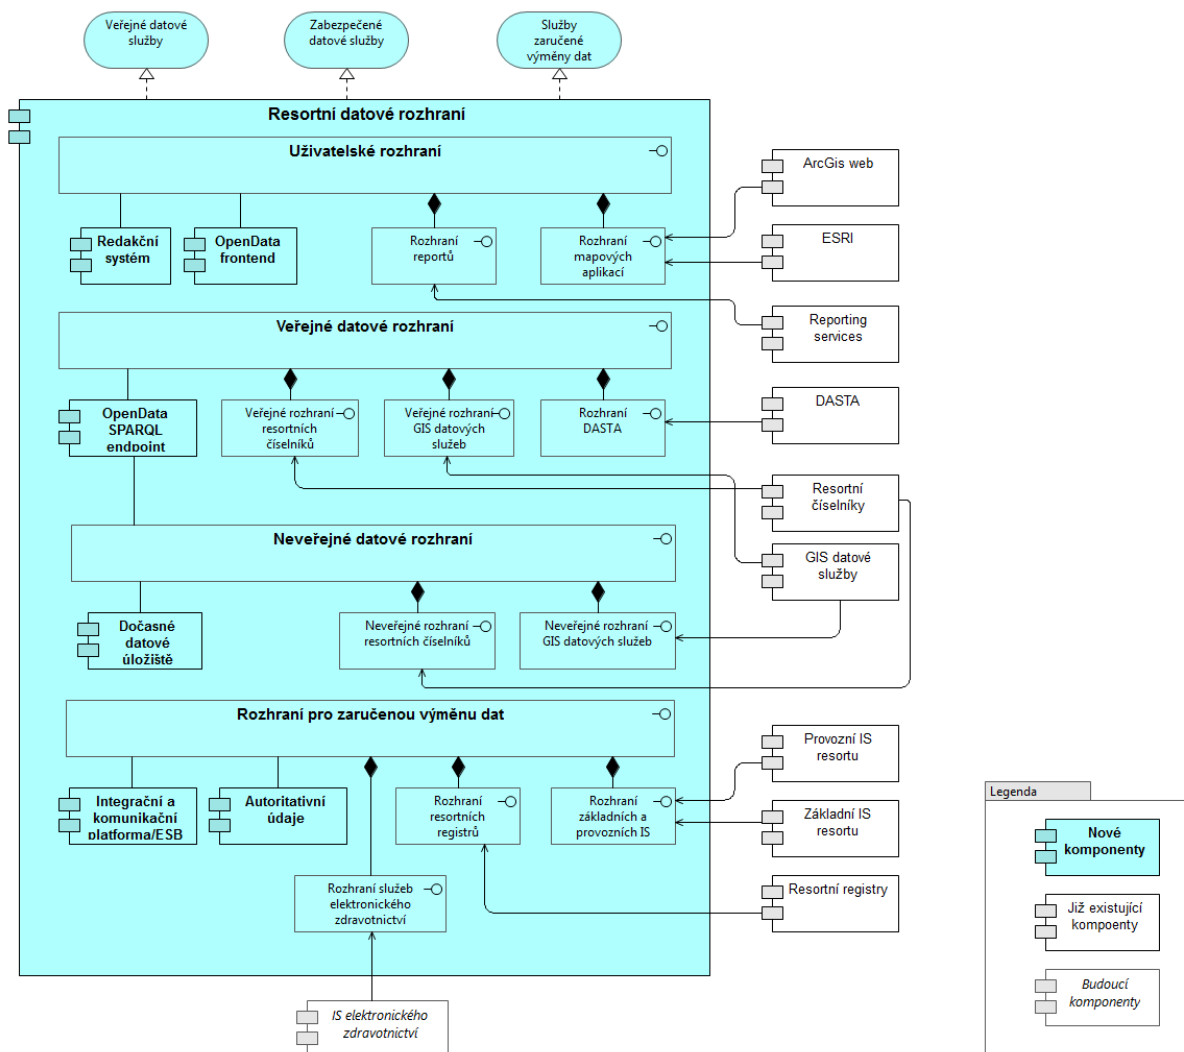 Veřejné datové
služby
Zabezpečené
datové služby
Služby
zaručené
výměny dat
Resortní datové rozhraní
Uživatelské rozhraní
Redakční
systém
OpenData
frontend
Rozhraní
reportů
Rozhraní
mapových
aplikací
ArcGis web
ESRI
Reporting
services
Veřejné datové rozhraní
OpenData
SPARQL
endpoint
Veřejné rozhraní
resortních
číselníků
Veřejné rozhraní
GIS datových
služeb
Rozhraní
DASTA
DASTA
Resortní
číselníky
GIS datové
služby
Neveřejné datové rozhraní
Dočasné
datové
úložiště
Neveřejné rozhraní
resortních číselníků
Neveřejné rozhraní
GIS datových služeb
Rozhraní pro zaručenou výměnu dat
Integrační a
komunikační
platforma/ESB
Autoritativní
údaje
Rozhraní
resortních
registrů
Rozhraní
základních a
provozních IS
Provozní IS
resortu
Základní IS
resortu
Resortní registry
Rozhraní služeb
elektronického
zdravotnictví
IS elektronického
zdravotnictví
Legenda
Nové
komponenty
Již existující
kompoenty
Budoucí
komponenty